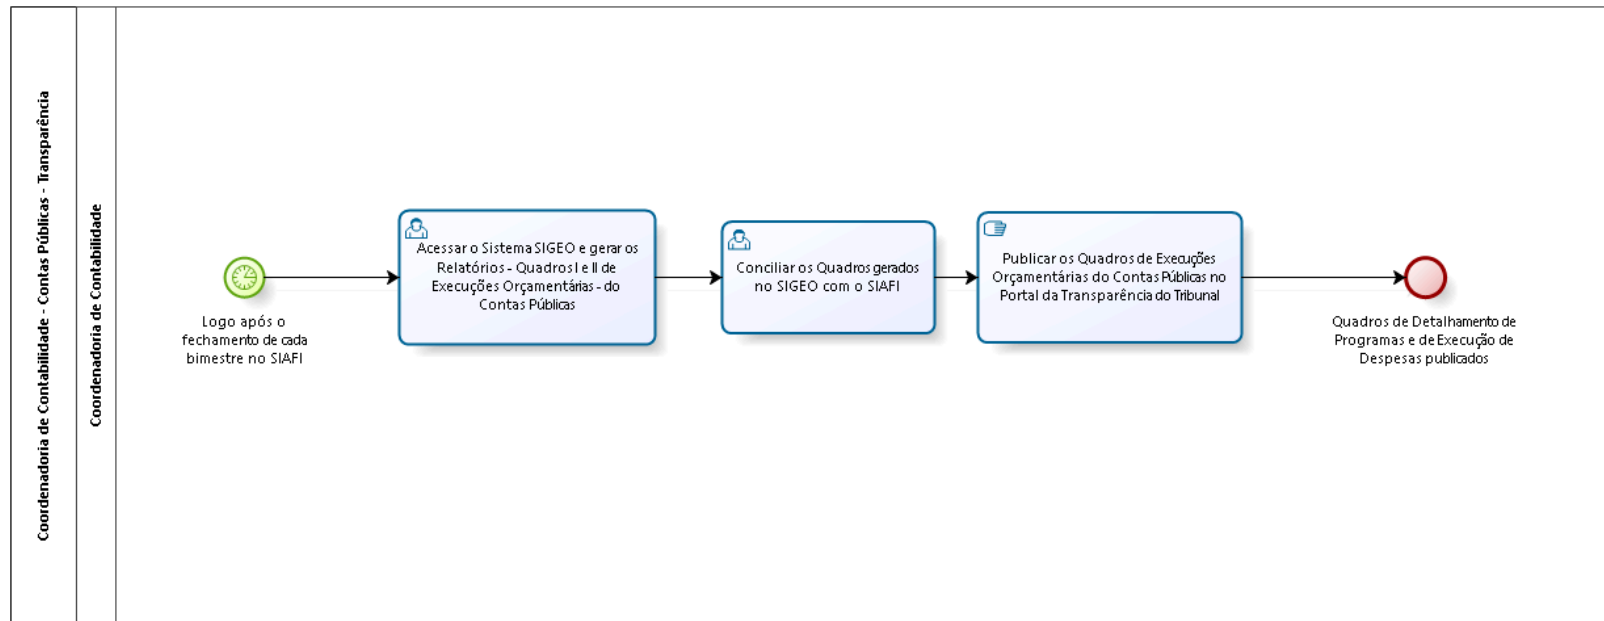 Coordenadoria de Contabilidade - Contas Públicas - Transparência
Coordenadoria de Contabilidade
Logo após o
fechamento de cada
bimestre no SIAFI
Acessar o Sistema SIGEO e gerar os
Relatórios - Quadros I e II de
Execuções Orçamentárias - do
Contas Públicas
Conciliar os Quadros gerados
no SIGEO com o SIAFI
Publicar os Quadros de Execuções
Orçamentárias do Contas Públicas no
Portal da Transparência do Tribunal
Quadros de Detalhamento de
Programas e de Execução de
Despesas publicados